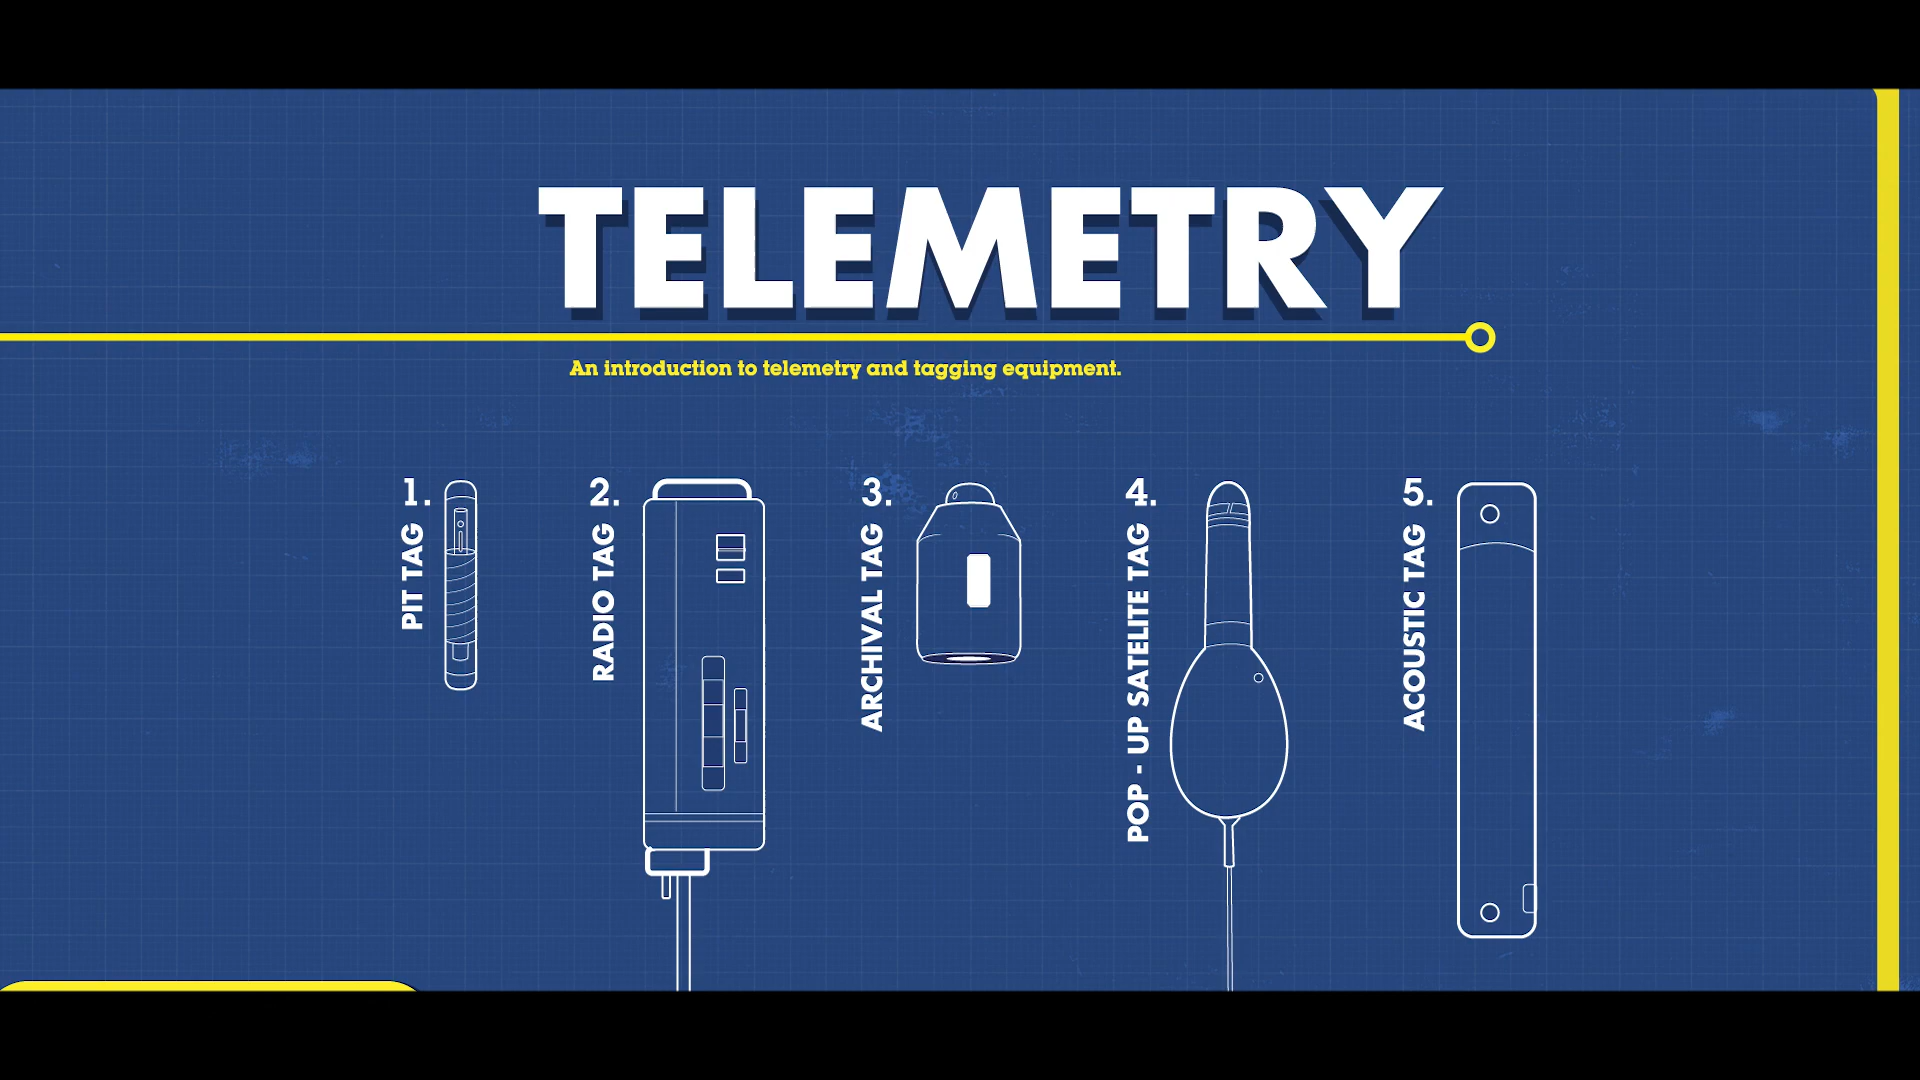 TELEMETRY
An introduction to telemetry and tagging equipment.
1.
PIT TAG
2.
RADIO TAG
3.
ARCHIVAL TAG
4.
POP - UP SATELITE TAG
5.
ACOUSTIC TAG